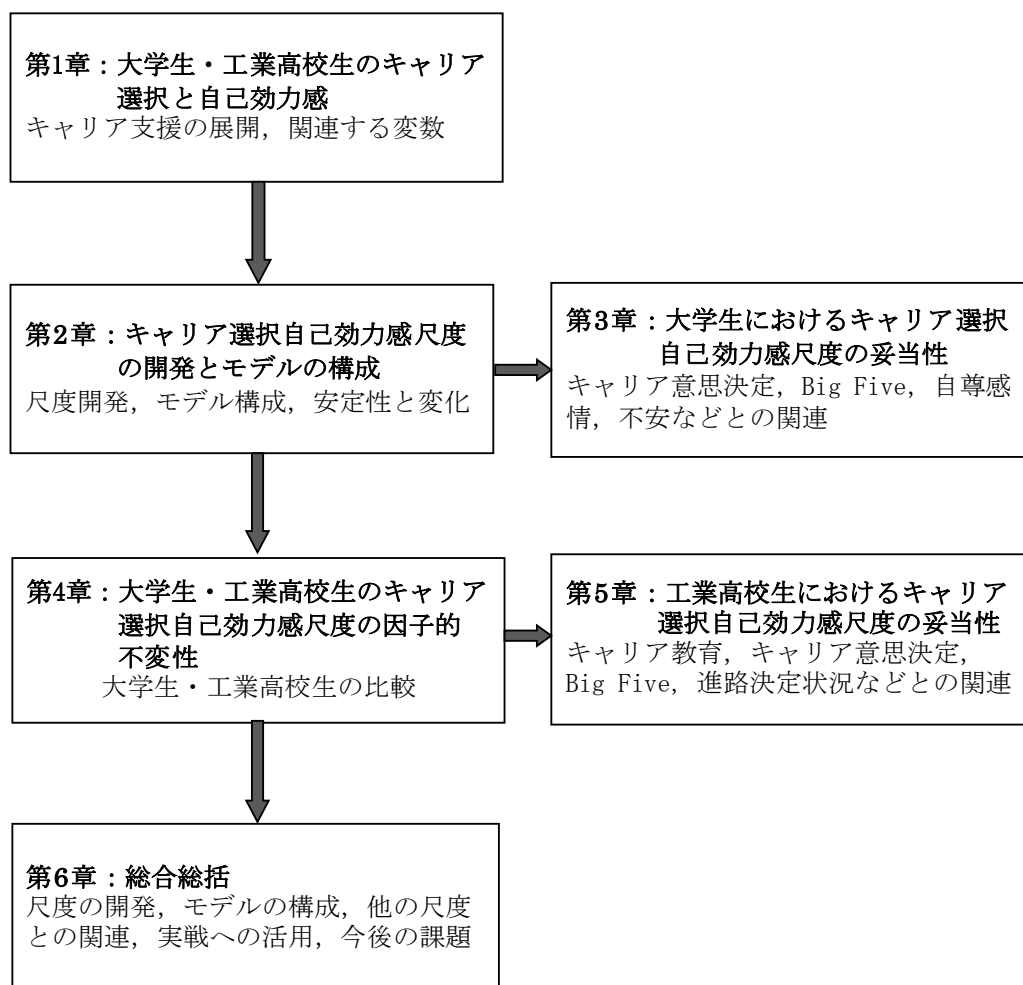 第1章：大学生・工業高校生のキャリア
選択と自己効力感
キャリア支援の展開, 関連する変数
第2章：キャリア選択自己効力感尺度
の開発とモデルの構成
尺度開発, モデル構成, 安定性と変化
第3章：大学生におけるキャリア選択
自己効力感尺度の妥当性
キャリア意思決定, Big Five, 自尊感
情, 不安などとの関連
第4章：大学生・工業高校生のキャリア
選択自己効力感尺度の因子的
不変性
大学生・工業高校生の比較
第5章：工業高校生におけるキャリア
選択自己効力感尺度の妥当性
キャリア教育, キャリア意思決定,
Big Five, 進路決定状況などとの関連
第6章：総合総括
尺度の開発, モデルの構成, 他の尺度
との関連, 実戦への活用, 今後の課題